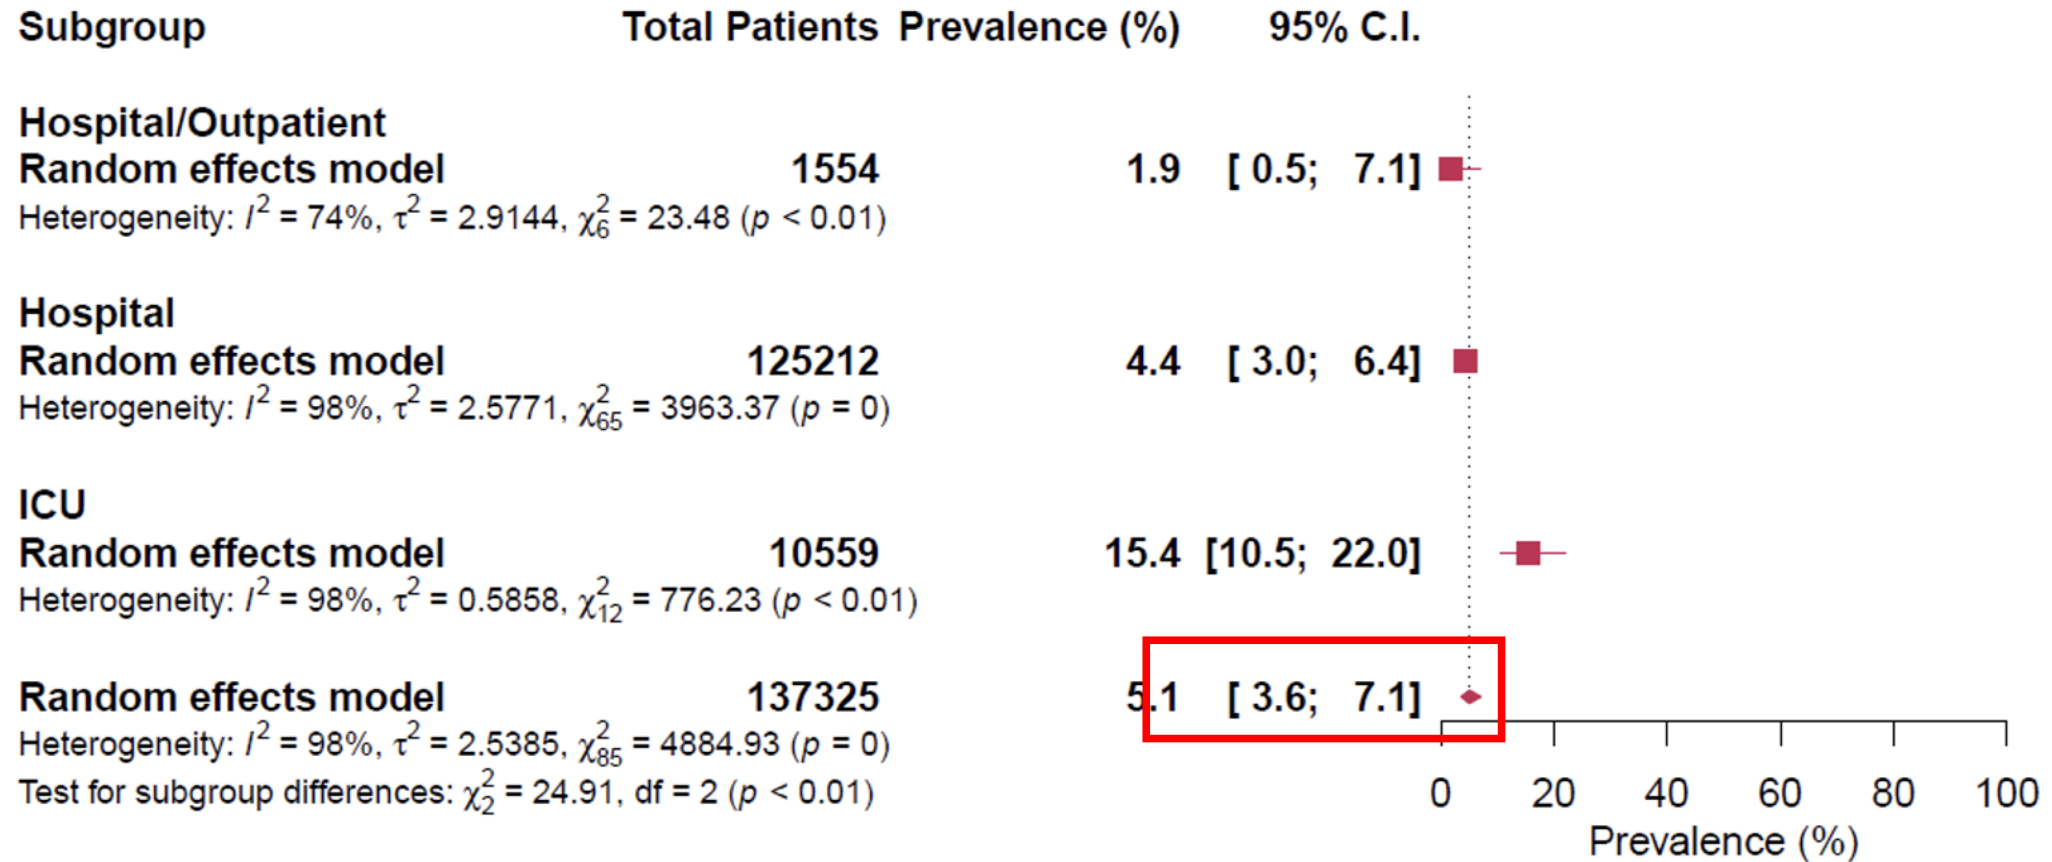 Subgroup Total Patients Prevalence (%) 95% C.I.
Hospital/Outpatient
Random effects model 1554 1.9 [ 0.5; 7.1]
Heterogeneity: I² = 74%, τ² = 2.9144, χ²₆ = 23.48 (p < 0.01)
Hospital
Random effects model 125212 4.4 [ 3.0; 6.4]
Heterogeneity: I² = 98%, τ² = 2.5771, χ²₆₅ = 3963.37 (p = 0)
ICU
Random effects model 10559 15.4 [10.5; 22.0]
Heterogeneity: I² = 98%, τ² = 0.5858, χ²₁₂ = 776.23 (p < 0.01)
Random effects model 137325 5.1 [ 3.6; 7.1]
Heterogeneity: I² = 98%, τ² = 2.5385, χ²₈₅ = 4884.93 (p = 0)
Test for subgroup differences: χ²₂ = 24.91, df = 2 (p < 0.01)
0 20 40 60 80 100
Prevalence (%)